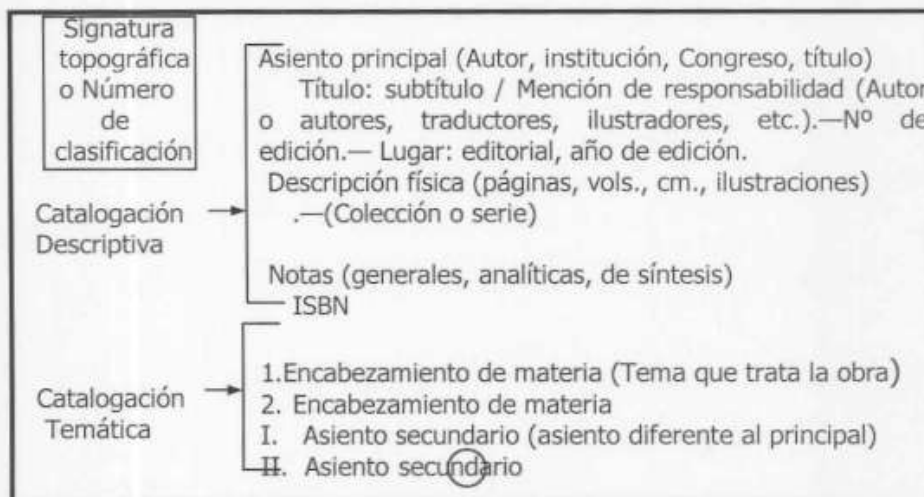 Signatura
topográfica
o Número
de
clasificación
Asiento principal (Autor, institución, Congreso, título)
Título: subtítulo / Mención de responsabilidad (Autor
o autores, traductores, ilustradores, etc.).—Nº de
edición.— Lugar: editorial, año de edición.
Descripción física (páginas, vols., cm., ilustraciones)
.—(Colección o serie)
Notas (generales, analíticas, de síntesis)
ISBN
Catalogación
Descriptiva
1.Encabezamiento de materia (Tema que trata la obra)
2. Encabezamiento de materia
I. Asiento secundario (asiento diferente al principal)
II. Asiento secundario
Catalogación
Temática